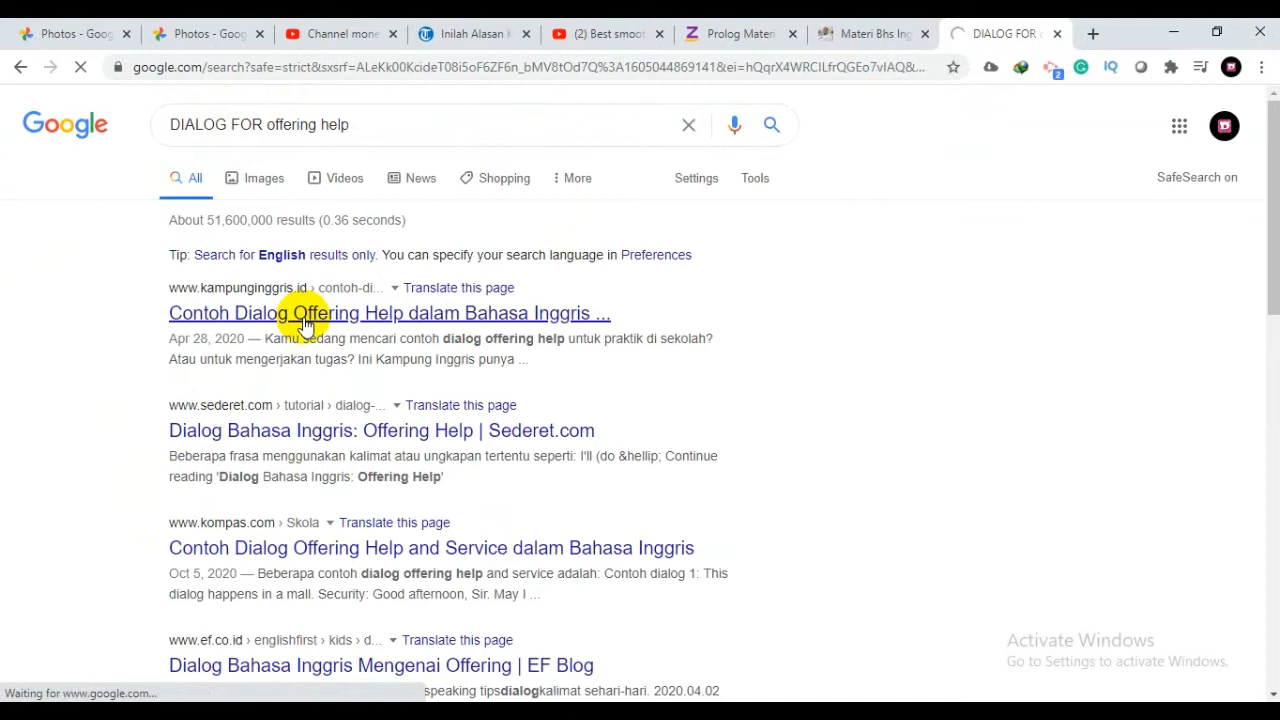 Photos - Goog
Photos - Goog
Channel mone
Inilah Alasan K
(2) Best smoot
Prolog Materi
Materi Bhs Ing
DIALOG FOR
google.com/search?safe=strict&sxsrf=ALeKk00KcideT08i5oF6ZF6n_bMV8tOd7Q%3A1605044869141&ei=hQqrX4WRCILfrQGEo7vIAQ&...
2
Google
DIALOG FOR offering help
All
Images
Videos
News
Shopping
More
Settings
Tools
SafeSearch on
About 51,600,000 results (0.36 seconds)
Tip: Search for English results only. You can specify your search language in Preferences
www.kampunginggris.id › contoh-di... Translate this page
Contoh Dialog Offering Help dalam Bahasa Inggris ...
Apr 28, 2020 — Kamu sedang mencari contoh dialog offering help untuk praktik di sekolah?
Atau untuk mengerjakan tugas? Ini Kampung Inggris punya ...
www.sederet.com › tutorial › dialog-... Translate this page
Dialog Bahasa Inggris: Offering Help | Sederet.com
Beberapa frasa menggunakan kalimat atau ungkapan tertentu seperti: I'll (do &hellip; Continue
reading 'Dialog Bahasa Inggris: Offering Help'
www.kompas.com › Skola Translate this page
Contoh Dialog Offering Help and Service dalam Bahasa Inggris
Oct 5, 2020 — Beberapa contoh dialog offering help and service adalah: Contoh dialog 1: This
dialog happens in a mall. Security: Good afternoon, Sir. May I ...
www.ef.co.id › englishfirst › kids › d... Translate this page
Dialog Bahasa Inggris Mengenai Offering | EF Blog
speaking tipsdialogkalimat sehari-hari. 2020.04.02
Activate Windows
Go to Settings to activate Windows.
Waiting for www.google.com...